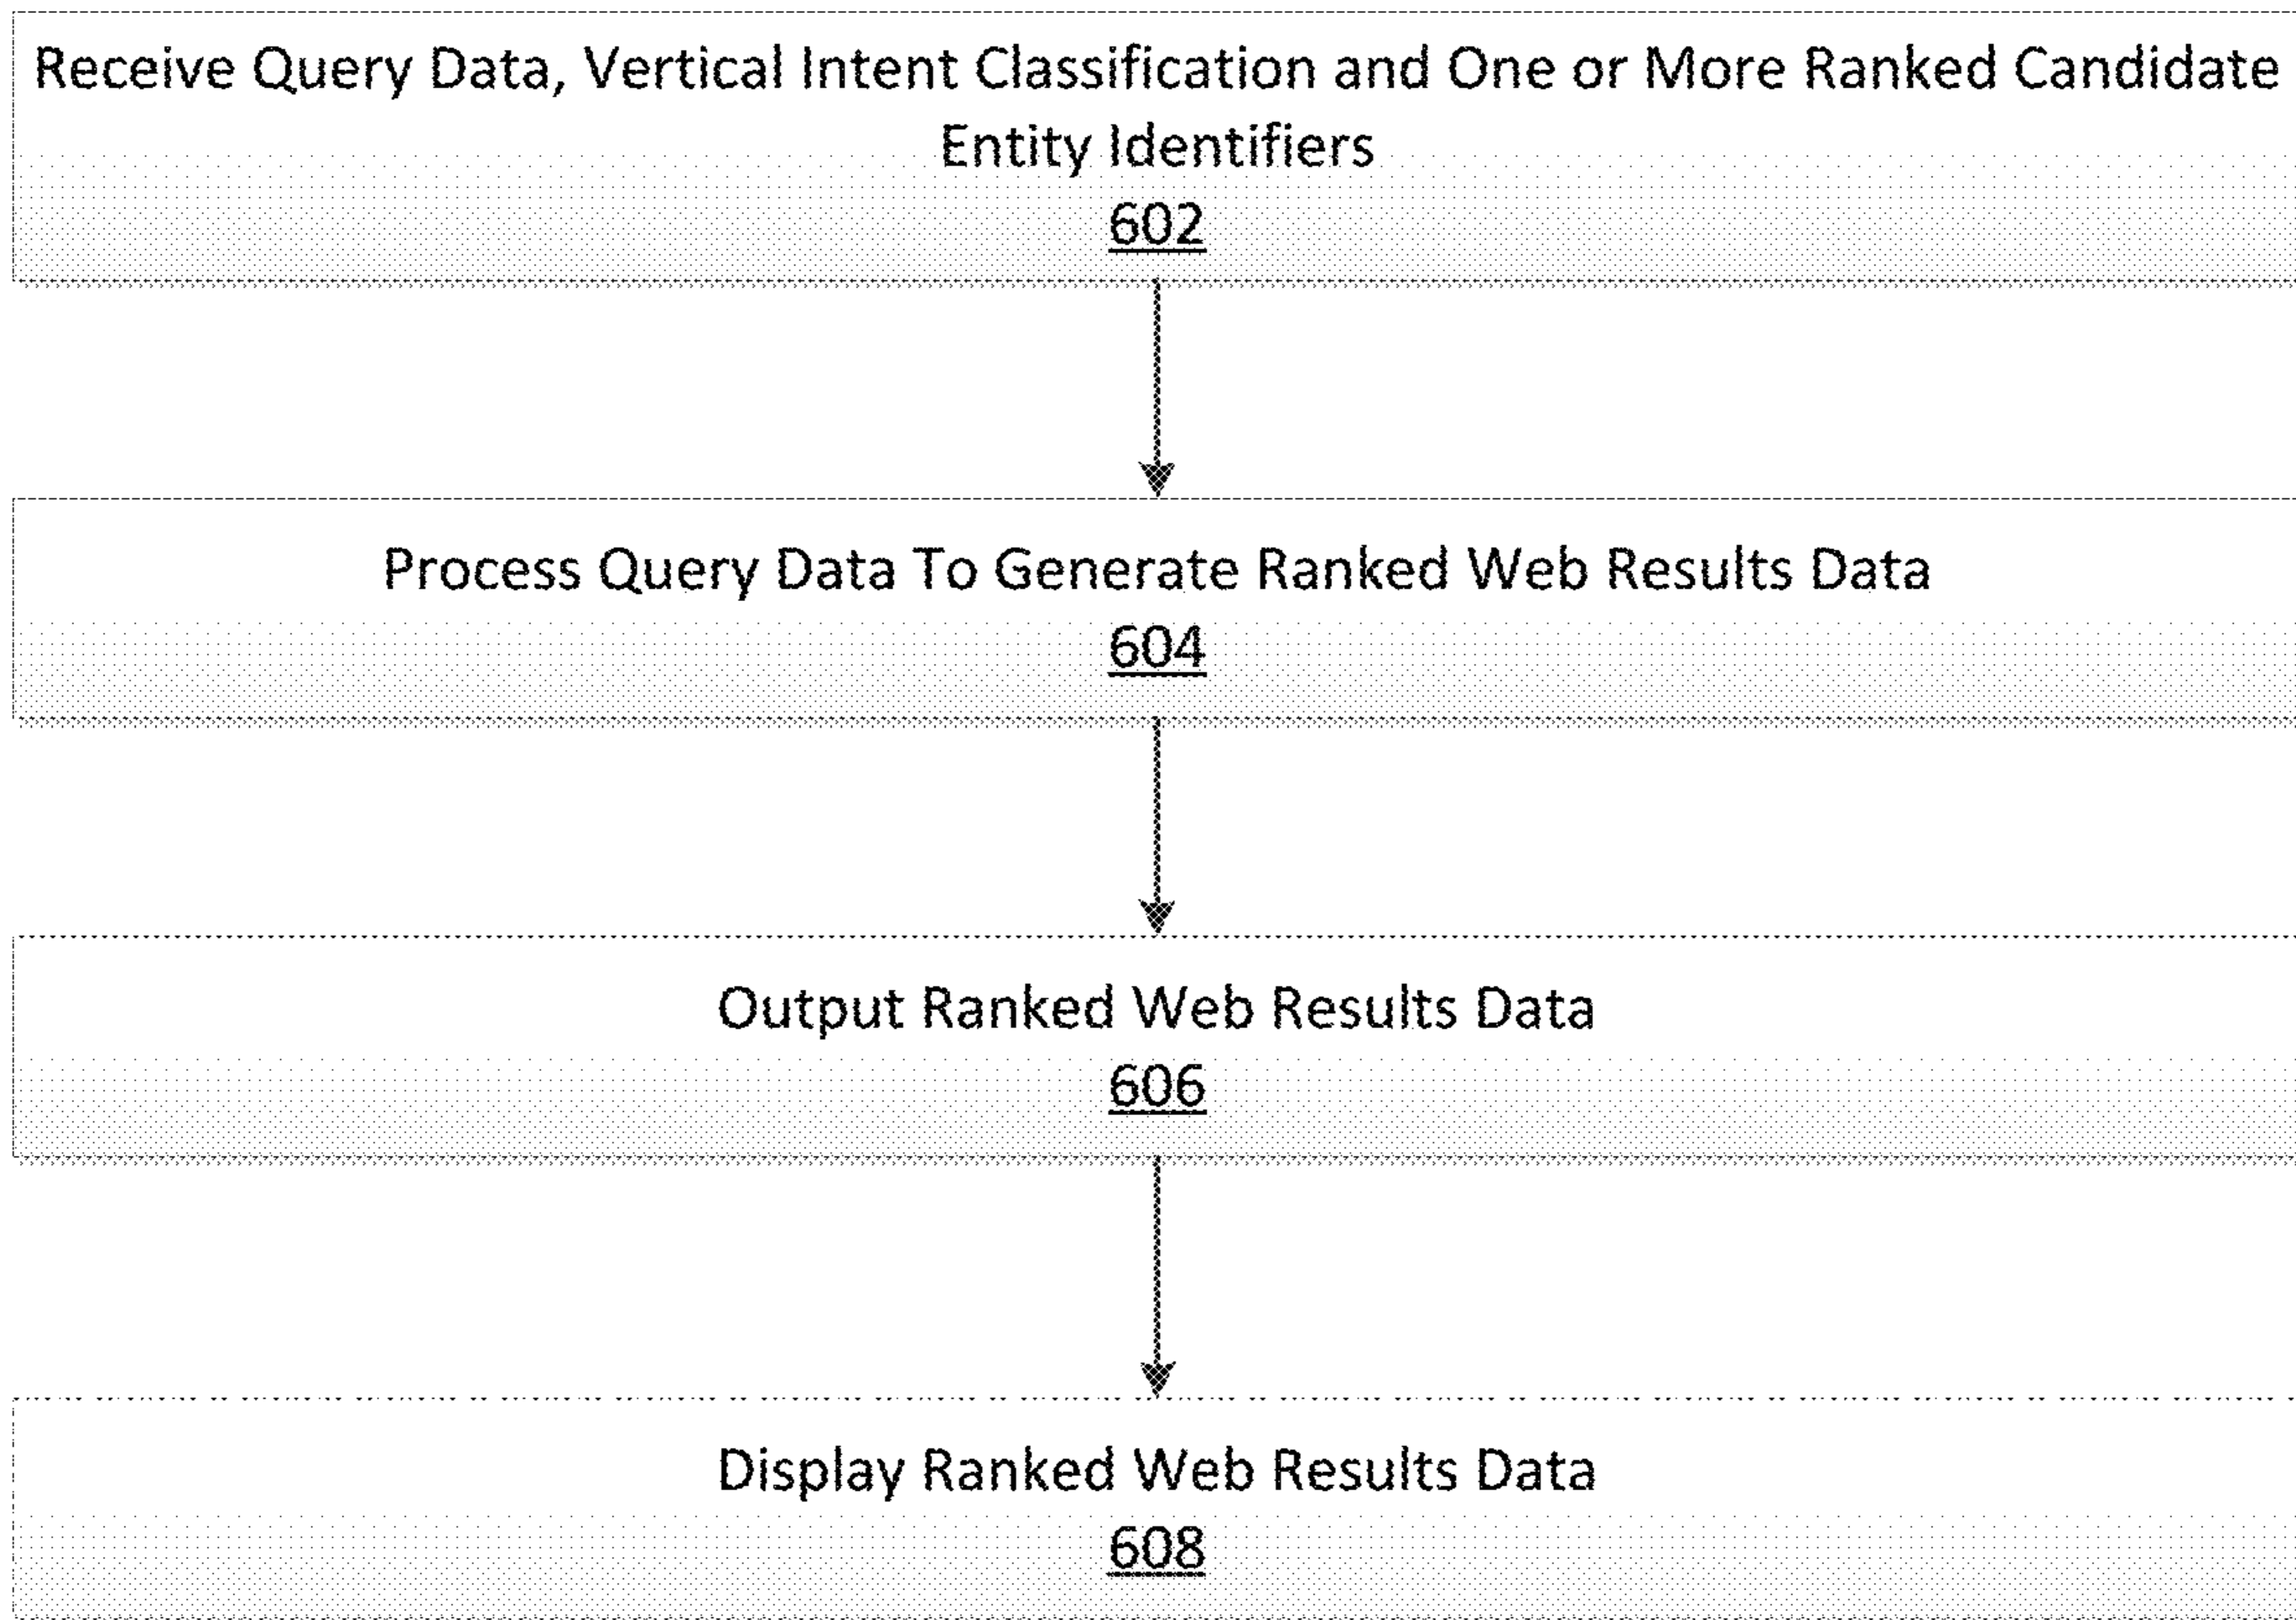 Receive Query Data, Vertical Intent Classification and One or More Ranked Candidate
Entity Identifiers
602
Process Query Data To Generate Ranked Web Results Data
604
Output Ranked Web Results Data
606
Display Ranked Web Results Data
608